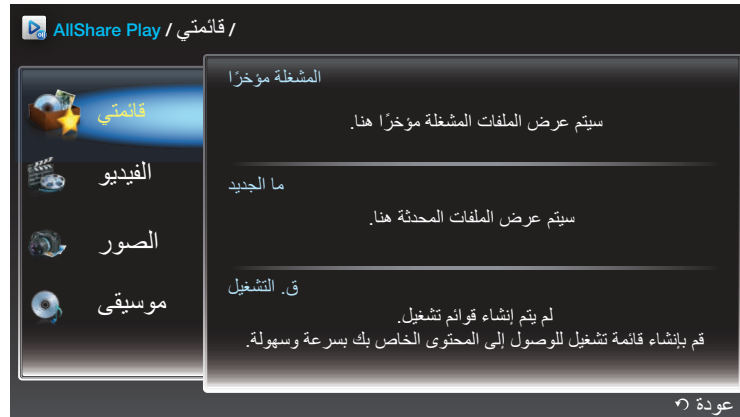 AllShare Play / قائمتي /
قائمتي
الفيديو
الصور
موسيقى
المشغلة مؤخرًا
سيتم عرض الملفات المشغلة مؤخرًا هنا.
ما الجديد
سيتم عرض الملفات المحدثة هنا.
ق. التشغيل
لم يتم إنشاء قوائم تشغيل.
قم بإنشاء قائمة تشغيل للوصول إلى المحتوى الخاص بك بسرعة وسهولة.
عودة